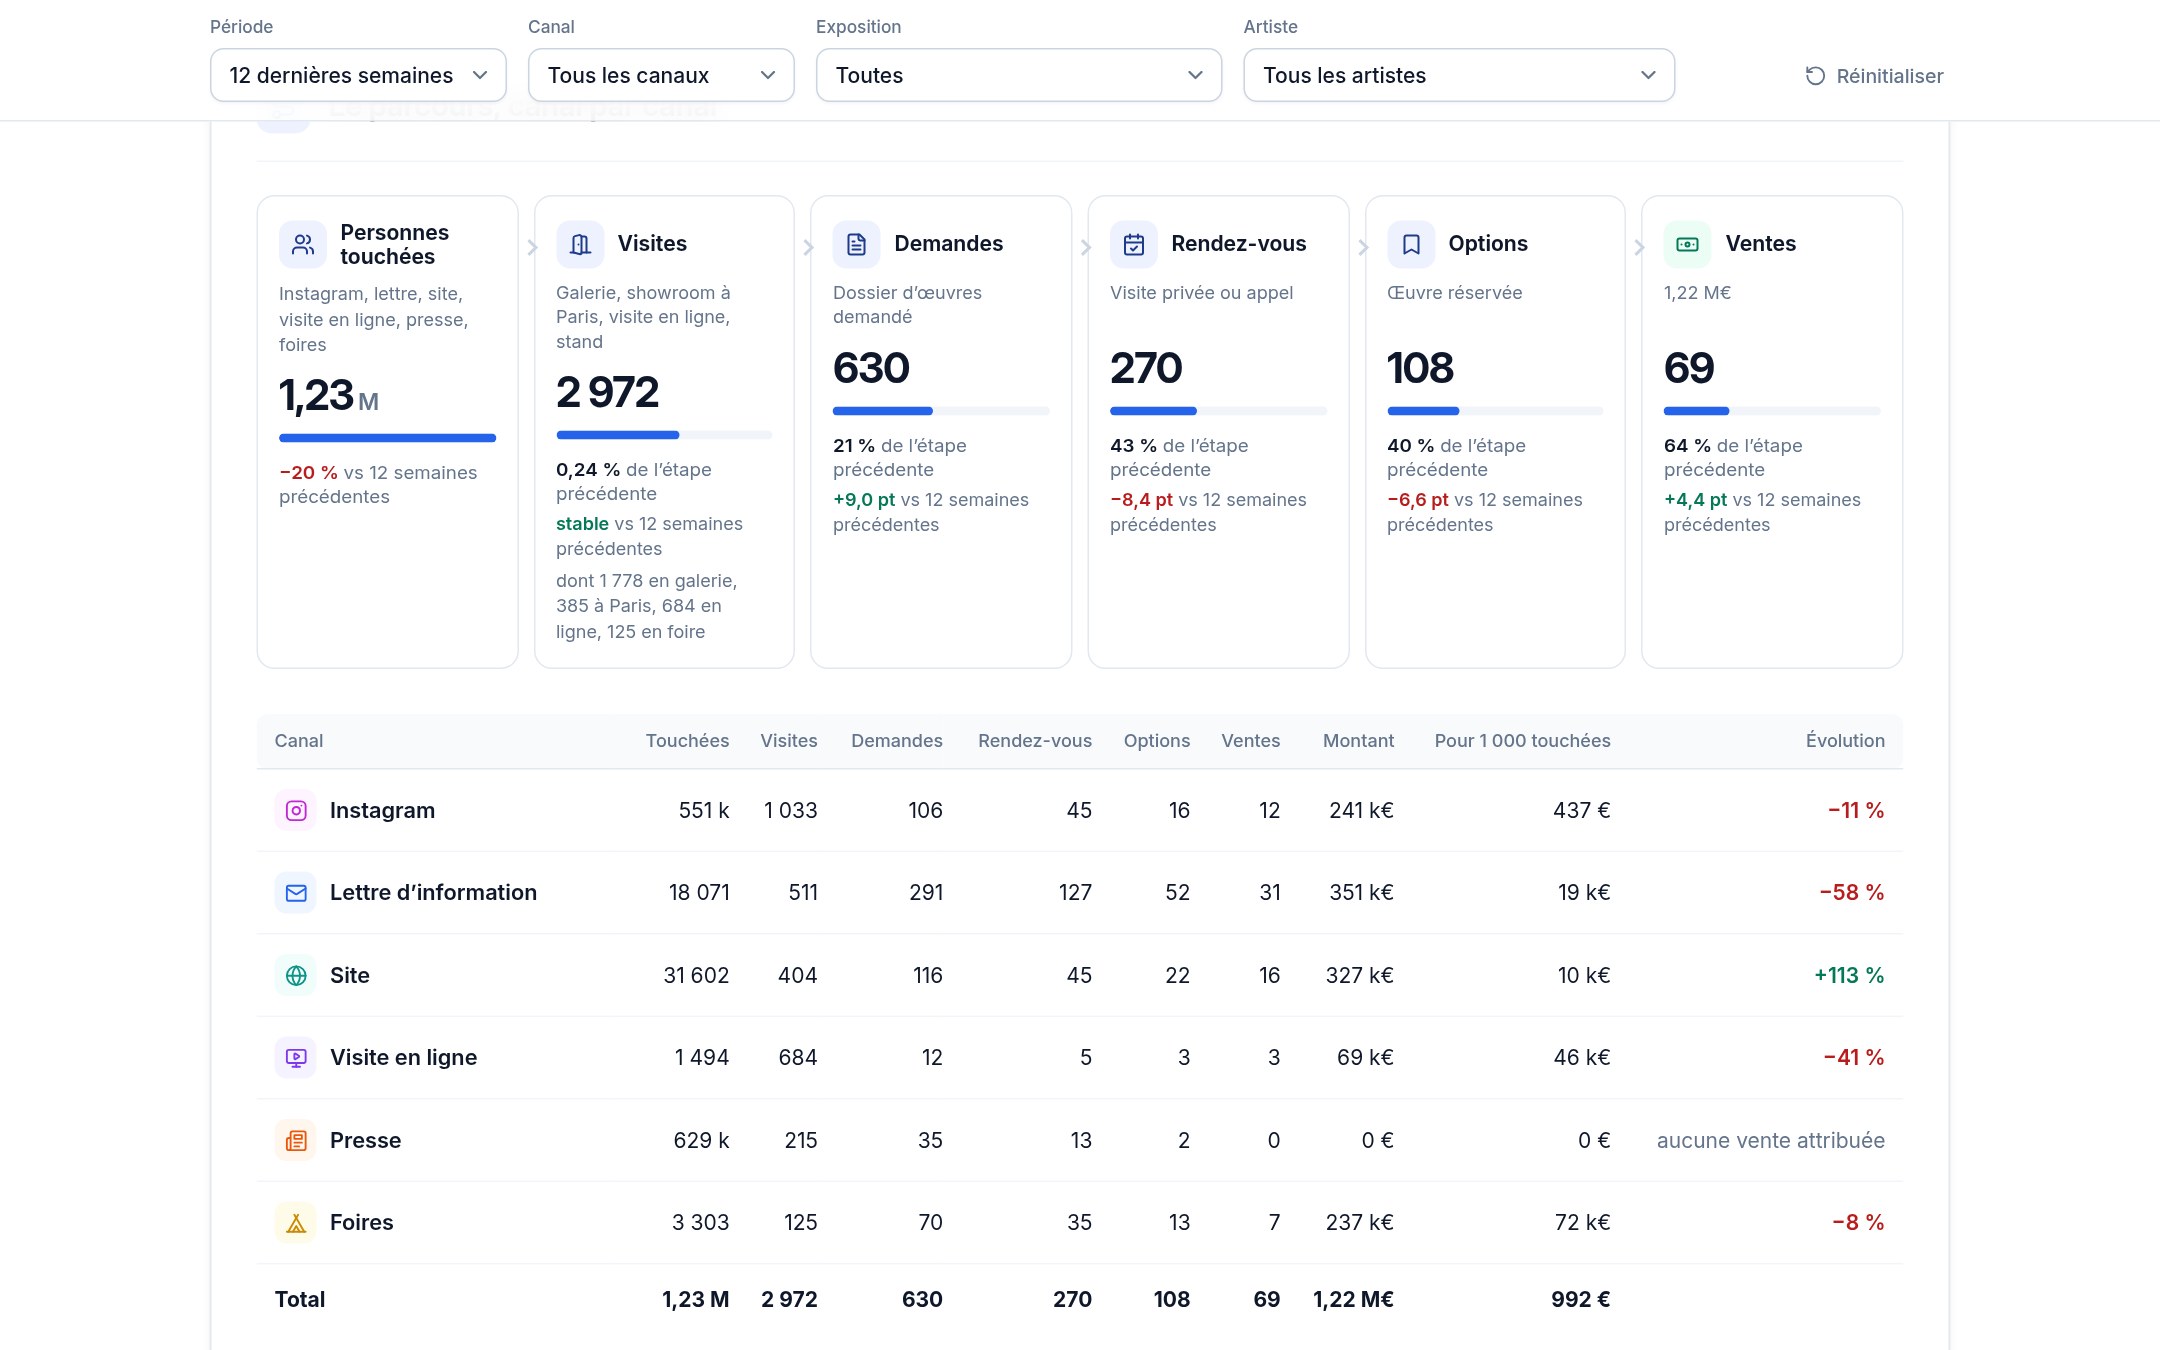 Période
Canal
Exposition
Artiste
12 dernières semaines
Tous les canaux
Toutes
Tous les artistes
Réinitialiser
Le parcours, canal par canal
Personnes
touchées
Instagram, lettre, site,
visite en ligne, presse,
foires
1,23 M
−20 % vs 12 semaines
précédentes
Visites
Galerie, showroom à
Paris, visite en ligne,
stand
2 972
0,24 % de l’étape
précédente
stable vs 12 semaines
précédentes
dont 1 778 en galerie,
385 à Paris, 684 en
ligne, 125 en foire
Demandes
Dossier d’œuvres
demandé
630
21 % de l’étape
précédente
+9,0 pt vs 12 semaines
précédentes
Rendez-vous
Visite privée ou appel
270
43 % de l’étape
précédente
−8,4 pt vs 12 semaines
précédentes
Options
Œuvre réservée
108
40 % de l’étape
précédente
−6,6 pt vs 12 semaines
précédentes
Ventes
1,22 M€
69
64 % de l’étape
précédente
+4,4 pt vs 12 semaines
précédentes
Canal Touchées Visites Demandes Rendez-vous Options Ventes Montant Pour 1 000 touchées Évolution
Instagram 551 k 1 033 106 45 16 12 241 k€ 437 € −11 %
Lettre d’information 18 071 511 291 127 52 31 351 k€ 19 k€ −58 %
Site 31 602 404 116 45 22 16 327 k€ 10 k€ +113 %
Visite en ligne 1 494 684 12 5 3 3 69 k€ 46 k€ −41 %
Presse 629 k 215 35 13 2 0 0 € 0 € aucune vente attribuée
Foires 3 303 125 70 35 13 7 237 k€ 72 k€ −8 %
Total 1,23 M 2 972 630 270 108 69 1,22 M€ 992 €